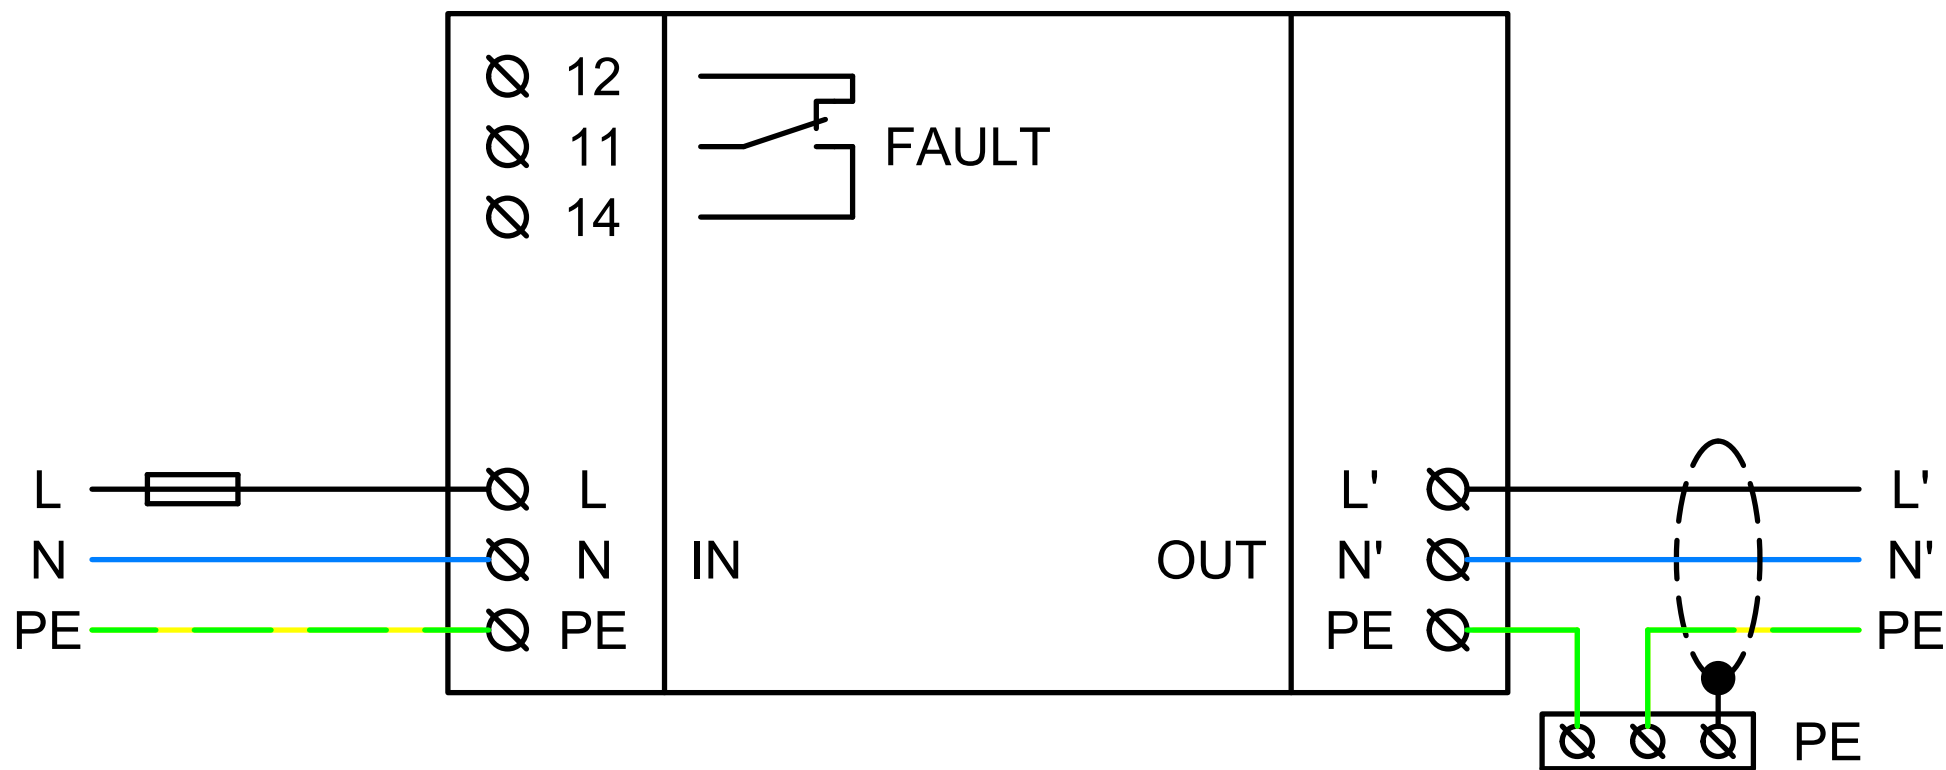 12
11 FAULT
14
L L L' L'
N N IN OUT N' N'
PE PE PE PE
PE